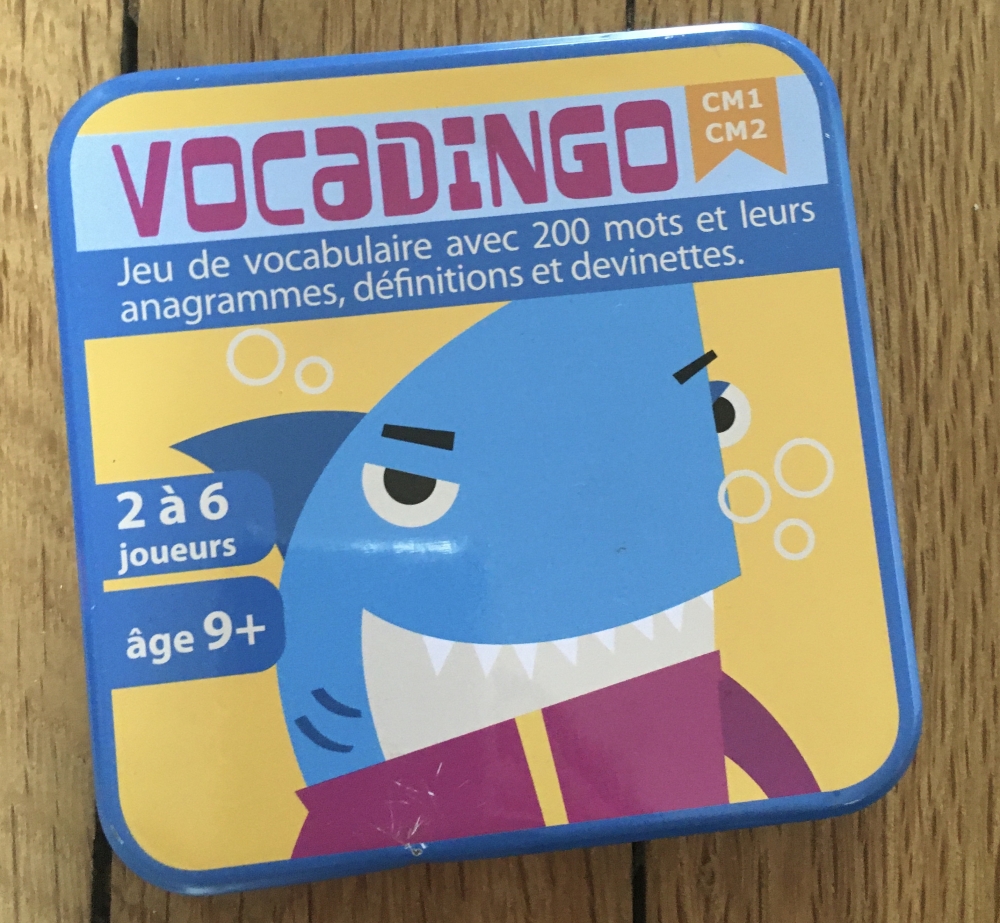 VOCADINGO
CM1
CM2
Jeu de vocabulaire avec 200 mots et leurs
anagrammes, définitions et devinettes.
2 à 6
joueurs
âge 9+